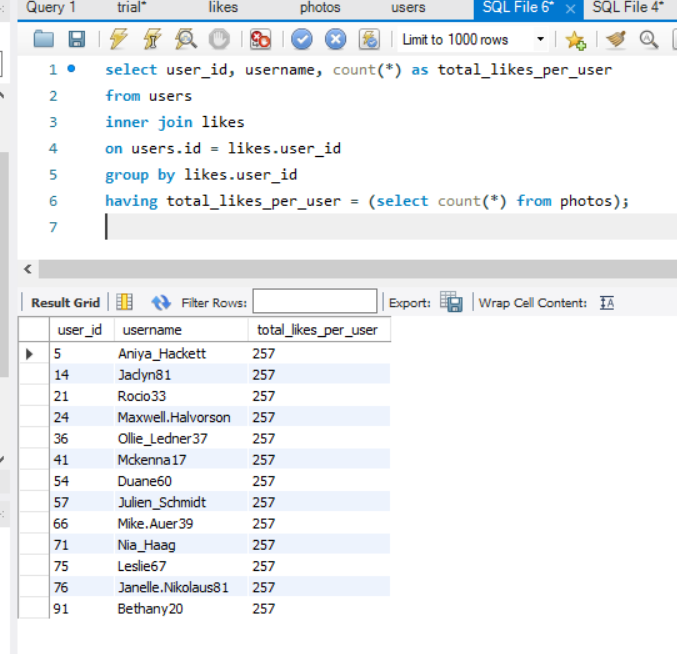 Query 1 trial* likes photos users SQL File 6* × SQL File 4*
Limit to 1000 rows
1 select user_id, username, count(*) as total_likes_per_user
2 from users
3 inner join likes
4 on users.id = likes.user_id
5 group by likes.user_id
6 having total_likes_per_user = (select count(*) from photos);
7
Result Grid Filter Rows: Export: Wrap Cell Content:
user_id username total_likes_per_user
5 Aniya_Hackett 257
14 Jaclyn81 257
21 Rocio33 257
24 Maxwell.Halvorson 257
36 Ollie_Ledner37 257
41 Mckenna17 257
54 Duane60 257
57 Julien_Schmidt 257
66 Mike.Auer39 257
71 Nia_Haag 257
75 Leslie67 257
76 Janelle.Nikolaus81 257
91 Bethany20 257